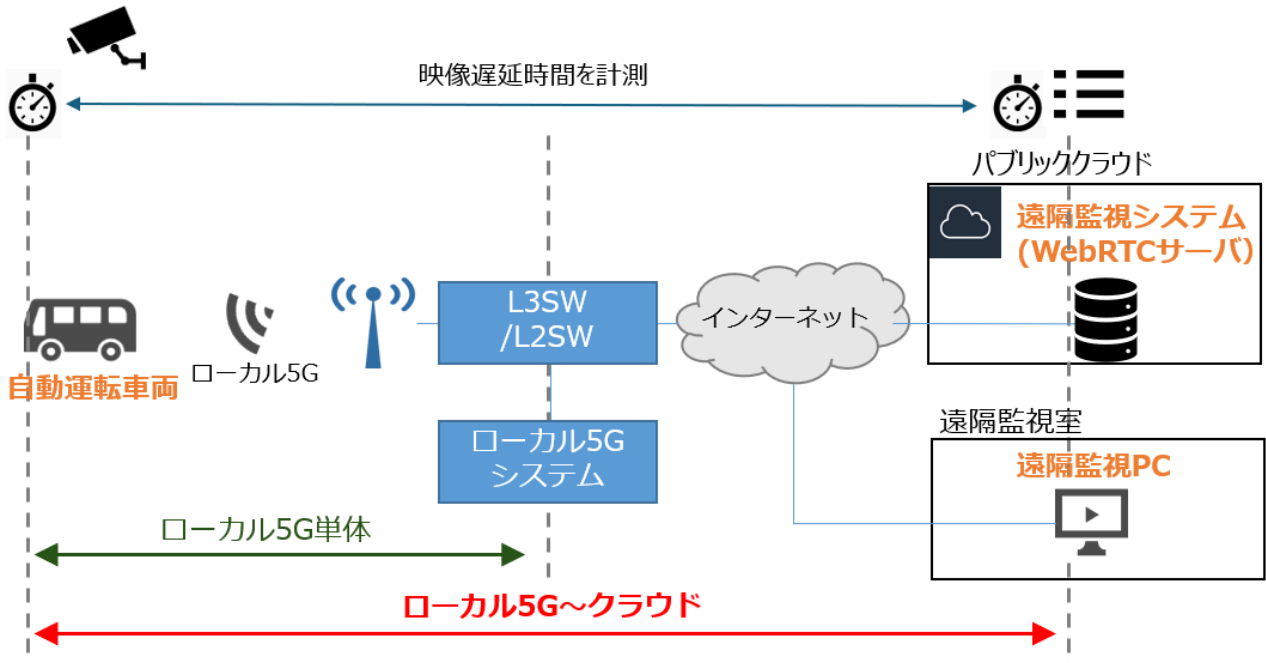 映像遅延時間を計測
パブリッククラウド
遠隔監視システム
(WebRTCサーバ)
L3SW
/L2SW
インターネット
ローカル5G
自動運転車両
遠隔監視室
ローカル5G
システム
遠隔監視PC
ローカル5G単体
ローカル5G～クラウド